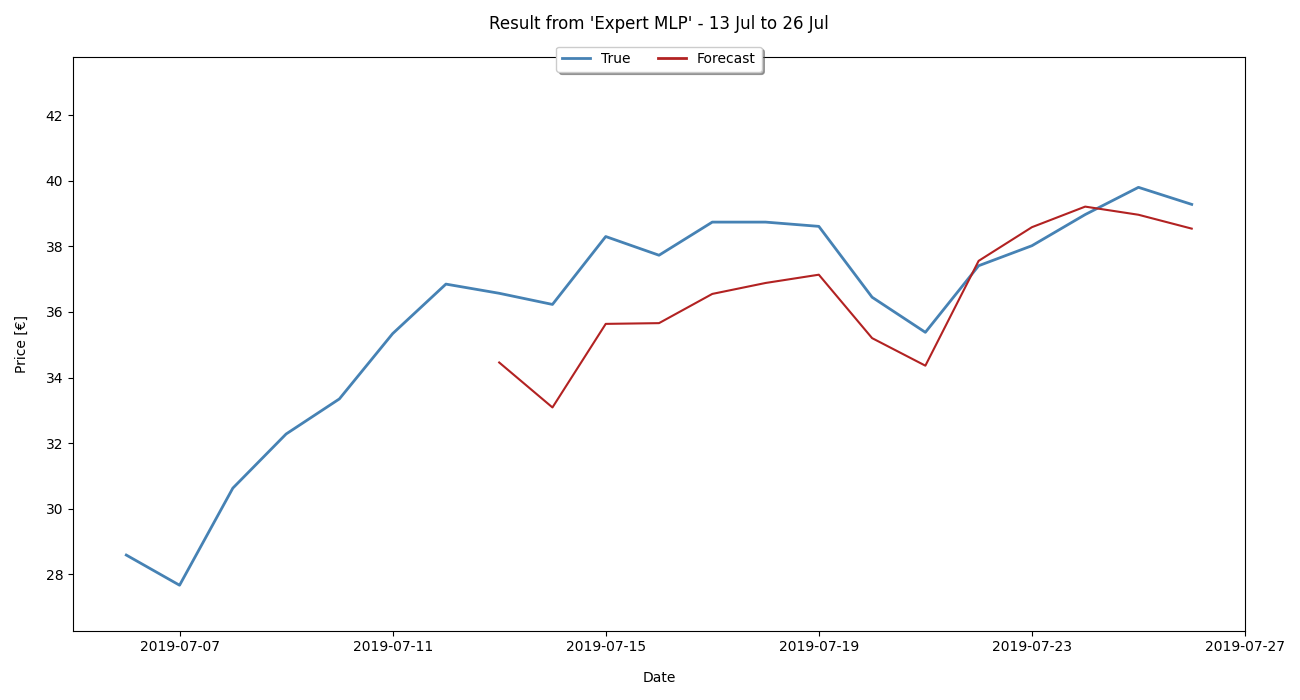 Result from 'Expert MLP' - 13 Jul to 26 Jul
True Forecast
42
40
38
36
34
32
30
28
Price [€]
2019-07-07 2019-07-11 2019-07-15 2019-07-19 2019-07-23 2019-07-27
Date